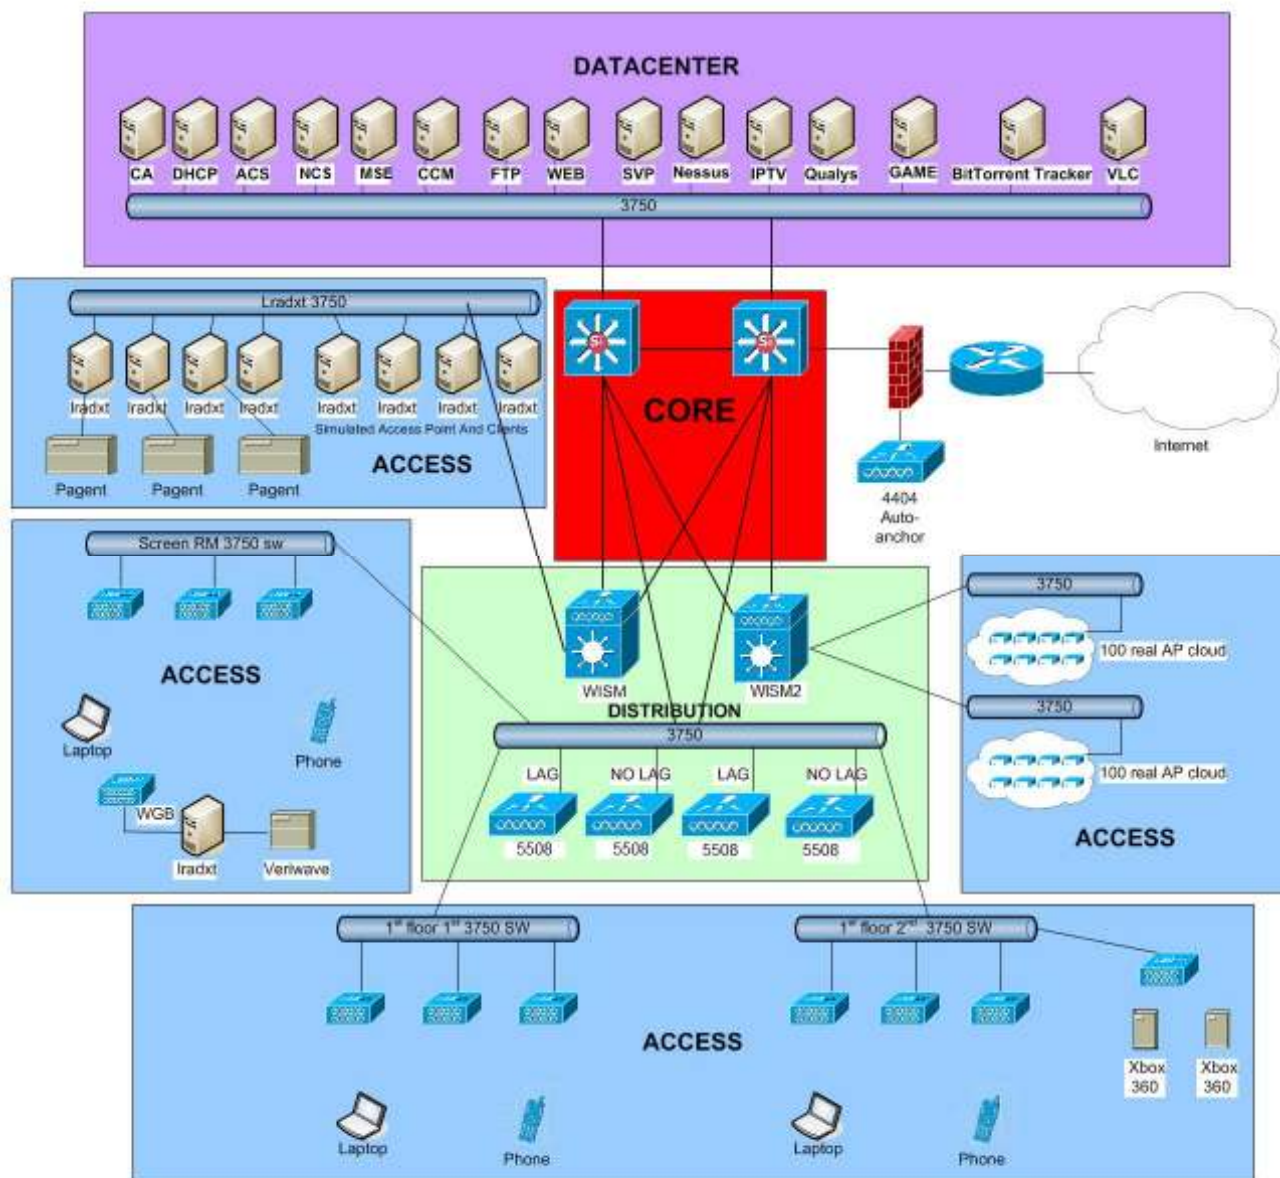 DATACENTER
CA DHCP ACS NCS MSE CCM FTP WEB SVP Nessus IPTV Qualys GAME BitTorrent Tracker VLC
3750
Lradxt 3750
Iradxt Iradxt Iradxt Iradxt Iradxt Iradxt Iradxt Iradxt
Simulated Access Point And Clients
ACCESS
Pagent Pagent Pagent
Si Si
CORE
Internet
4404
Auto-
anchor
Screen RM 3750 sw
ACCESS
Laptop
Phone
WGB
Iradxt
Veriwave
WISM
WISM2
DISTRIBUTION
3750
LAG NO LAG LAG NO LAG
5508 5508 5508 5508
3750
100 real AP cloud
3750
100 real AP cloud
ACCESS
1st floor 1st 3750 SW
1st floor 2nd 3750 SW
ACCESS
Xbox
360
Xbox
360
Laptop
Phone
Laptop
Phone